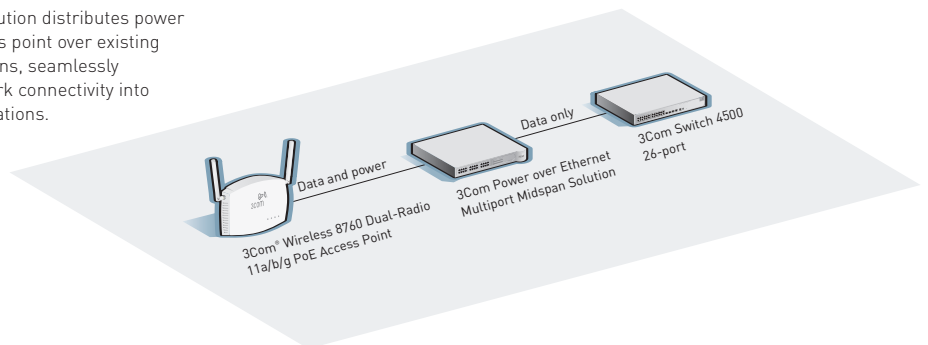 ution distributes power
s point over existing
ns, seamlessly
rk connectivity into
ations.
Data only
3Com Switch 4500
26-port
Data and power
3Com Power over Ethernet
Multiport Midspan Solution
3com
3Com® Wireless 8760 Dual-Radio
11a/b/g PoE Access Point